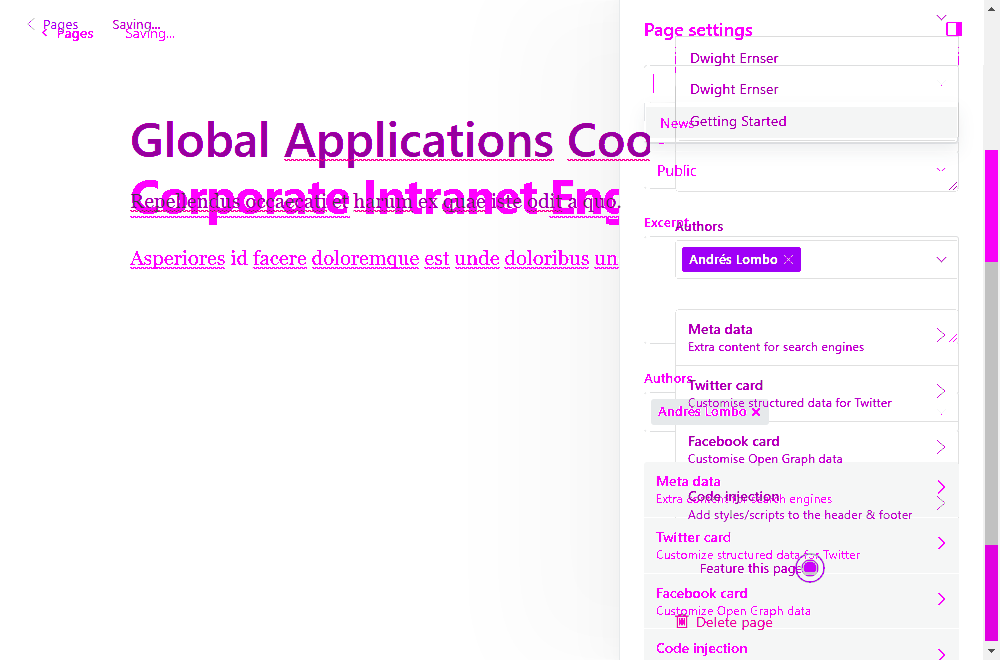 Pages
Saving...
Pages
Saving...
Page settings
Dwight Ernser
Dwight Ernser
News
Getting Started
Public
Global Applications Coo
Corporate Intranet Eng
Repellendus occaecati et harum ex quae iste odit a quo.
Asperiores id facere doloremque est unde doloribus un
Excerpt
Authors
Andrés Lombo
Meta data
Extra content for search engines
Authors
Twitter card
Customise structured data for Twitter
Andrés Lombo
Facebook card
Customise Open Graph data
Meta data
Extra content for search engines
Code injection
Add styles/scripts to the header & footer
Twitter card
Customize structured data for Twitter
Feature this page
Facebook card
Customize Open Graph data
Delete page
Code injection